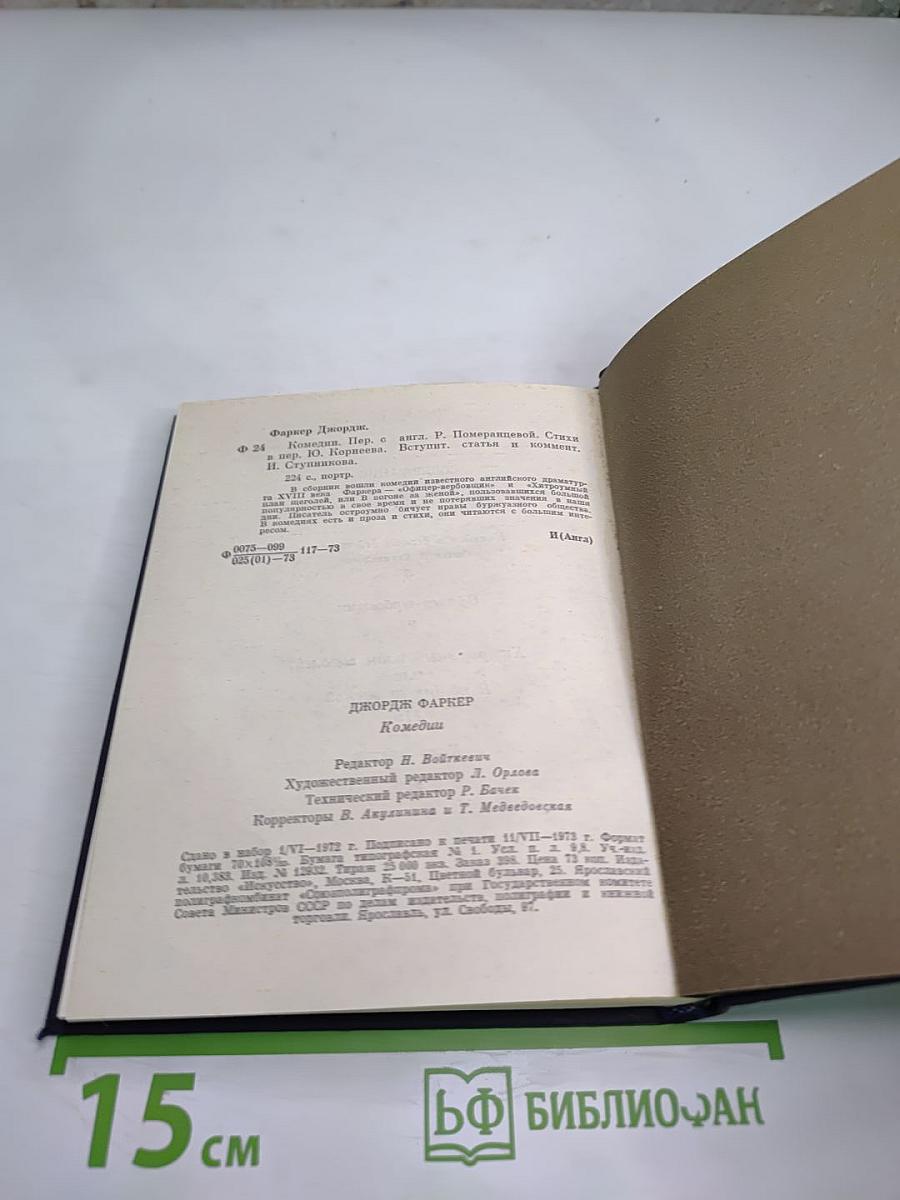 Фаркер Джордж.
Ф 24 Комедии. Пер. с англ. Р. Померанцевой. Стихи
в пер. Ю. Корнеева. Вступит. статья и коммент.
И. Ступникова.
224 с., портр.
В сборник вошли комедии известного английского драматур-
га XVIII века Фаркера — «Офицер-вербовщик» и «Хитроумный
план щеголей, или В погоне за женой», пользовавшихся большой
популярностью в свое время и не потерявших значения в наши
дни. Писатель остроумно бичует нравы буржуазного общества.
В комедиях есть и проза и стихи, они читаются с большим инте-
ресом.
Ф 0075—099 117—73 И (Англ)
025(01)—73
ДЖОРДЖ ФАРКЕР
Комедии
Редактор Н. Войткевич
Художественный редактор Л. Орлова
Технический редактор Р. Бачек
Корректоры В. Акулинина и Т. Медведовская
Сдано в набор 1/VI—1972 г. Подписано к печати 11/VII—1973 г. Формат
бумаги 70×108 Бумага типографская № 1. Усл. п. л. 9,8. Уч.-изд.
л. 10,383. Изд. № 12932. Тираж 25 000 экз. Заказ 398. Цена 73 коп. Изда-
тельство «Искусство», Москва, К—51, Цветной бульвар, 25. Ярославский
полиграфкомбинат «Союзполиграфпрома» при Государственном комитете
Совета Министров СССР по делам издательств, полиграфии и книжной
торговли. Ярославль, ул. Свободы, 97.
15 см
БФ БИБЛИОФАН